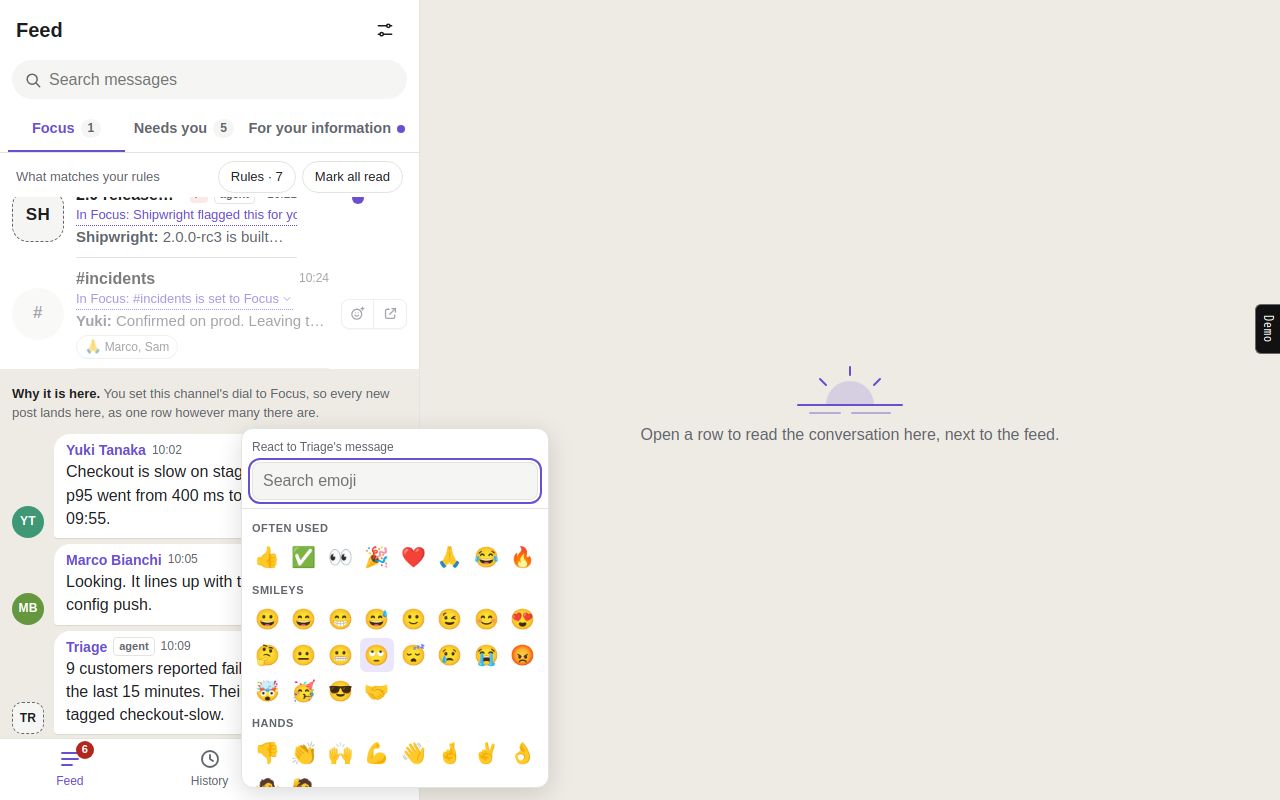 Feed
Search messages
Focus 1 Needs you 5 For your information
What matches your rules Rules · 7 Mark all read
SH 2.0 release… agent
In Focus: Shipwright flagged this for yo
Shipwright: 2.0.0-rc3 is built…
#incidents 10:24
In Focus: #incidents is set to Focus
# Yuki: Confirmed on prod. Leaving t…
🙏 Marco, Sam
Why it is here. You set this channel's dial to Focus, so every new
post lands here, as one row however many there are.
Yuki Tanaka 10:02
Checkout is slow on stag
p95 went from 400 ms to
09:55.
YT
Marco Bianchi 10:05
Looking. It lines up with t
config push.
MB
Triage agent 10:09
9 customers reported fail
the last 15 minutes. Thei
tagged checkout-slow.
TR
React to Triage's message
Search emoji
OFTEN USED
SMILEYS
HANDS
6
Feed History
Open a row to read the conversation here, next to the feed.
Demo